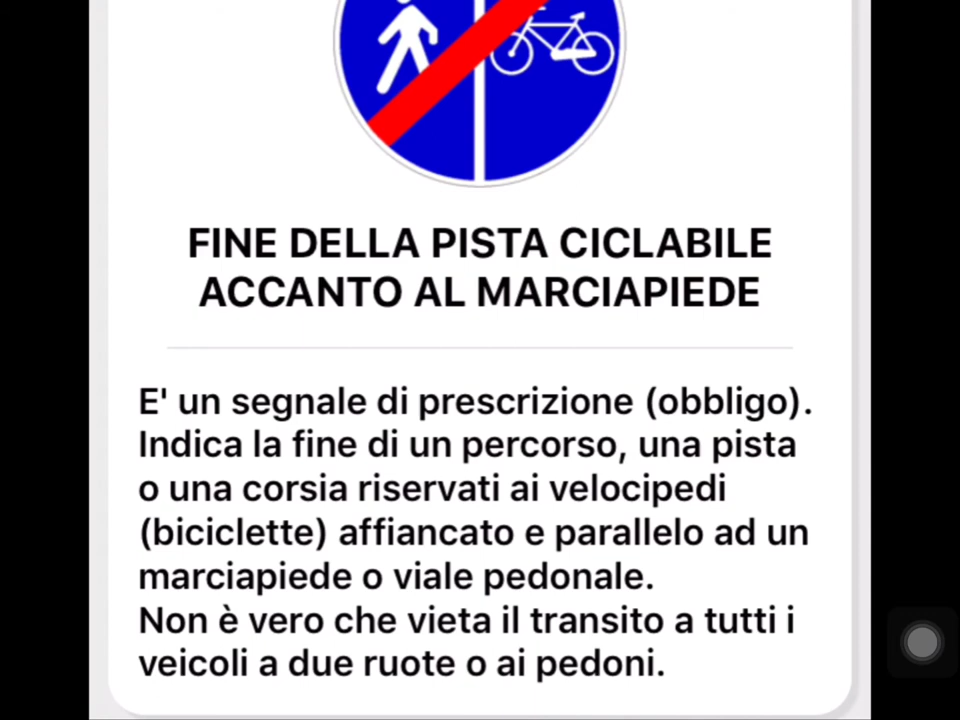 FINE DELLA PISTA CICLABILE
ACCANTO AL MARCIAPIEDE
E' un segnale di prescrizione (obbligo).
Indica la fine di un percorso, una pista
o una corsia riservati ai velocipedi
(biciclette) affiancato e parallelo ad un
marciapiede o viale pedonale.
Non è vero che vieta il transito a tutti i
veicoli a due ruote o ai pedoni.